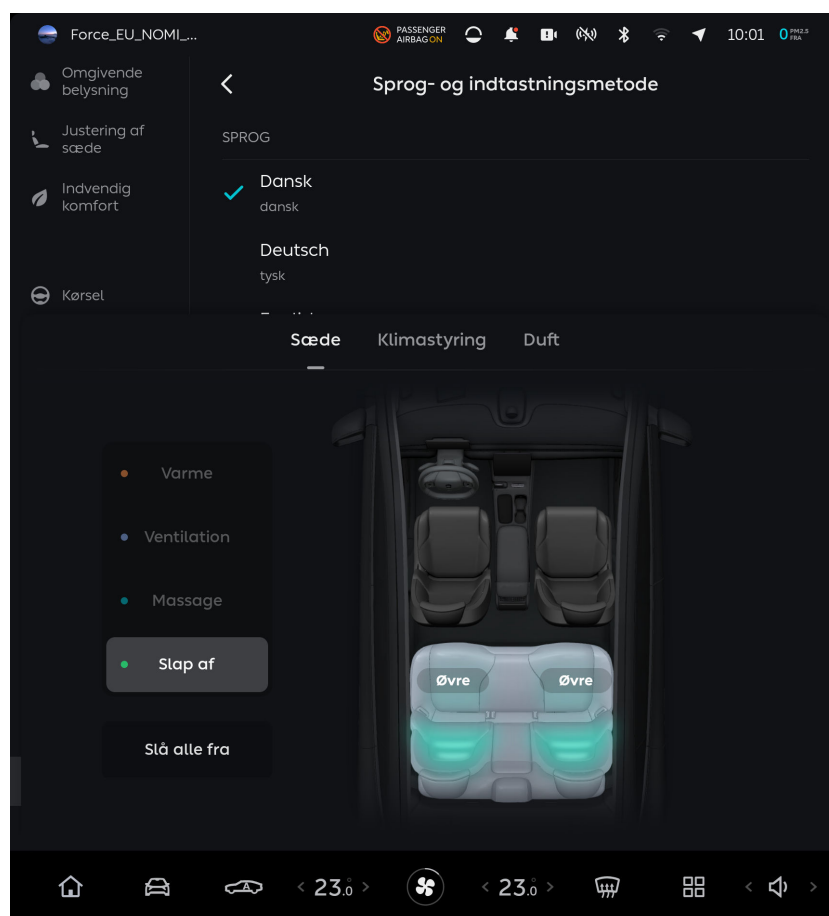 Force_EU_NOMI_...
PASSENGER
AIRBAG ON
10:01
0 PM2.5
FRA
Omgivende
belysning
Justering af
sæde
Indvendig
komfort
Kørsel
Sprog- og indtastningsmetode
SPROG
Dansk
dansk
Deutsch
tysk
Sæde Klimastyring Duft
Varme
Ventilation
Massage
Slap af
Slå alle fra
Øvre Øvre
A
< 23.0° >
< 23.0° >